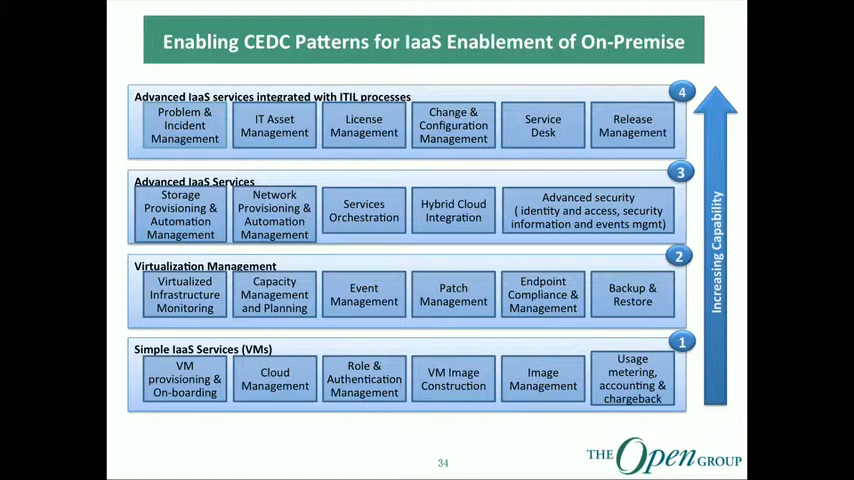 Enabling CEDC Patterns for IaaS Enablement of On-Premise
Advanced IaaS services integrated with ITIL processes
4
Problem &
Incident
Management
IT Asset
Management
License
Management
Change &
Configuration
Management
Service
Desk
Release
Management
Advanced IaaS Services
3
Storage
Provisioning &
Automation
Management
Network
Provisioning &
Automation
Management
Services
Orchestration
Hybrid Cloud
Integration
Advanced security
( identity and access, security
information and events mgmt)
Virtualization Management
2
Virtualized
Infrastructure
Monitoring
Capacity
Management
and Planning
Event
Management
Patch
Management
Endpoint
Compliance &
Management
Backup &
Restore
Simple IaaS Services (VMs)
1
VM
provisioning &
On-boarding
Cloud
Management
Role &
Authentication
Management
VM Image
Construction
Image
Management
Usage
metering,
accounting &
chargeback
Increasing Capability
34
THE Open GROUP